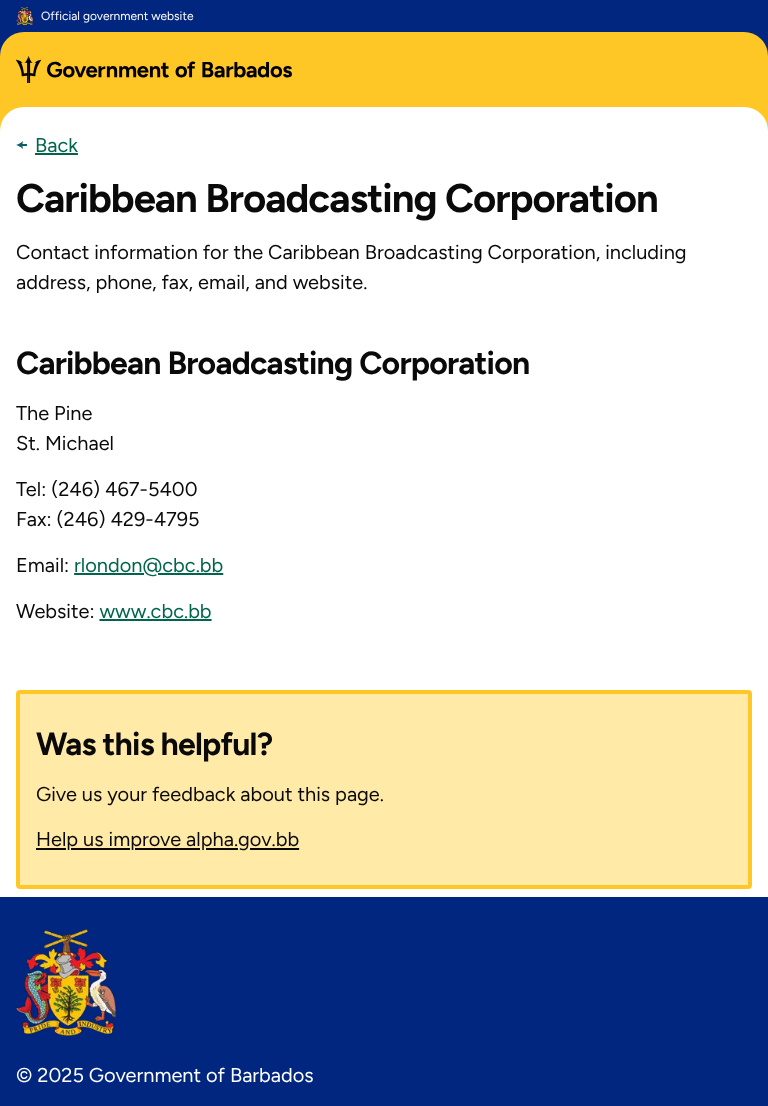 Official government website
Government of Barbados
Back
Caribbean Broadcasting Corporation
Contact information for the Caribbean Broadcasting Corporation, including
address, phone, fax, email, and website.
Caribbean Broadcasting Corporation
The Pine
St. Michael
Tel: (246) 467-5400
Fax: (246) 429-4795
Email: rlondon@cbc.bb
Website: www.cbc.bb
Was this helpful?
Give us your feedback about this page.
Help us improve alpha.gov.bb
PRIDE AND INDUSTRY
© 2025 Government of Barbados